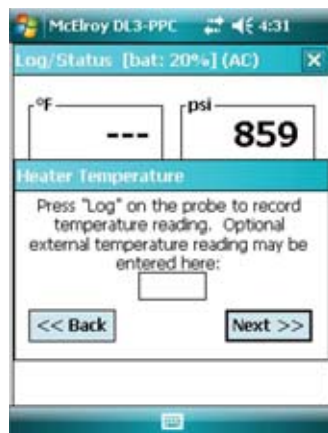 McElroy DL3-PPC 4:31
Log/Status [bat: 20%] (AC)
°F psi
--- 859
Heater Temperature
Press "Log" on the probe to record
temperature reading. Optional
external temperature reading may be
entered here:
<< Back Next >>